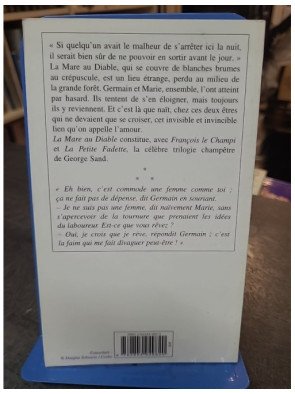 « Si quelqu'un avait le malheur de s'arrêter ici la nuit,
il serait bien sûr de ne pouvoir en sortir avant le jour. »
La Mare au Diable, qui se couvre de blanches brumes
au crépuscule, est un lieu étrange, perdu au milieu de
la grande forêt. Germain et Marie, ensemble, l'ont atteint
par hasard. Ils tentent de s'en éloigner, mais toujours
ils y reviennent. Et c'est là que naît, chez ces deux êtres
qui ne devaient que se croiser, cet invisible et invincible
lien qu'on appelle l'amour.
La Mare au Diable constitue, avec François le Champi
et La Petite Fadette, la célèbre trilogie champêtre
de George Sand.
*
* *
« Eh bien, c'est commode une femme comme toi ;
ça ne fait pas de dépense, dit Germain en souriant.
– Je ne suis pas une femme, dit naïvement Marie, sans
s'apercevoir de la tournure que prenaient les idées
du laboureur. Est-ce que vous rêvez ?
– Oui, je crois que je rêve, répondit Germain ; c'est
la faim qui me fait divaguer peut-être ! »